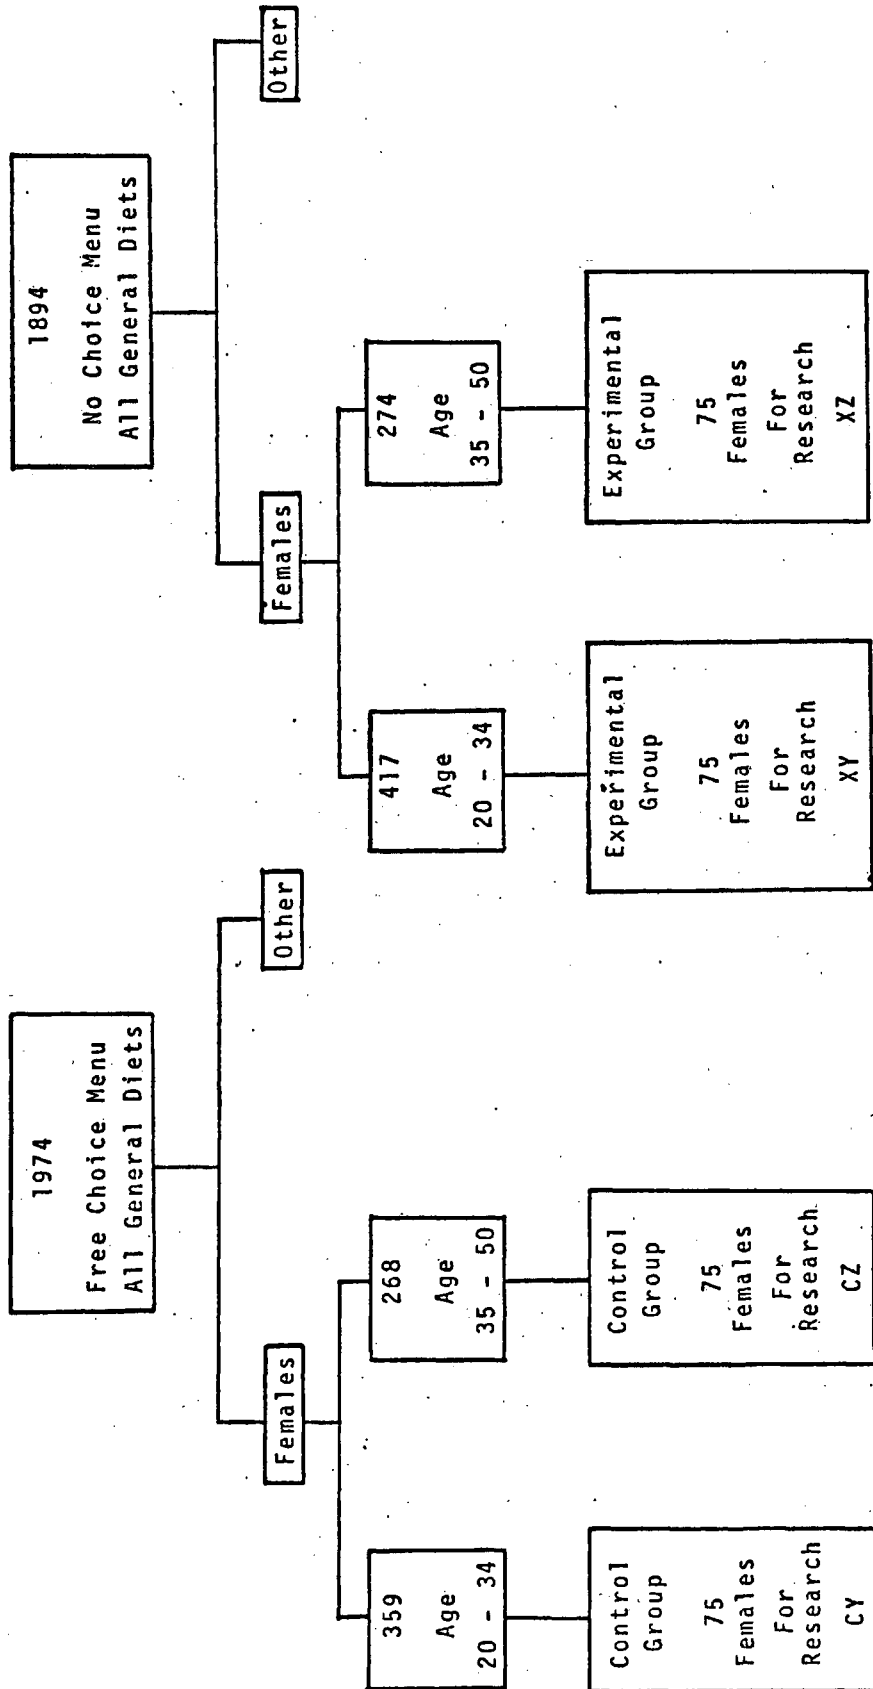 1974
Free Choice Menu
All General Diets
Females
Other
359
Age
20 - 34
268
Age
35 - 50
Control
Group
75
Females
For
Research
CY
Control
Group
75
Females
For
Research
CZ
1894
No Choice Menu
All General Diets
Females
Other
417
Age
20 - 34
274
Age
35 - 50
Experimental
Group
75
Females
For
Research
XY
Experimental
Group
75
Females
For
Research
XZ